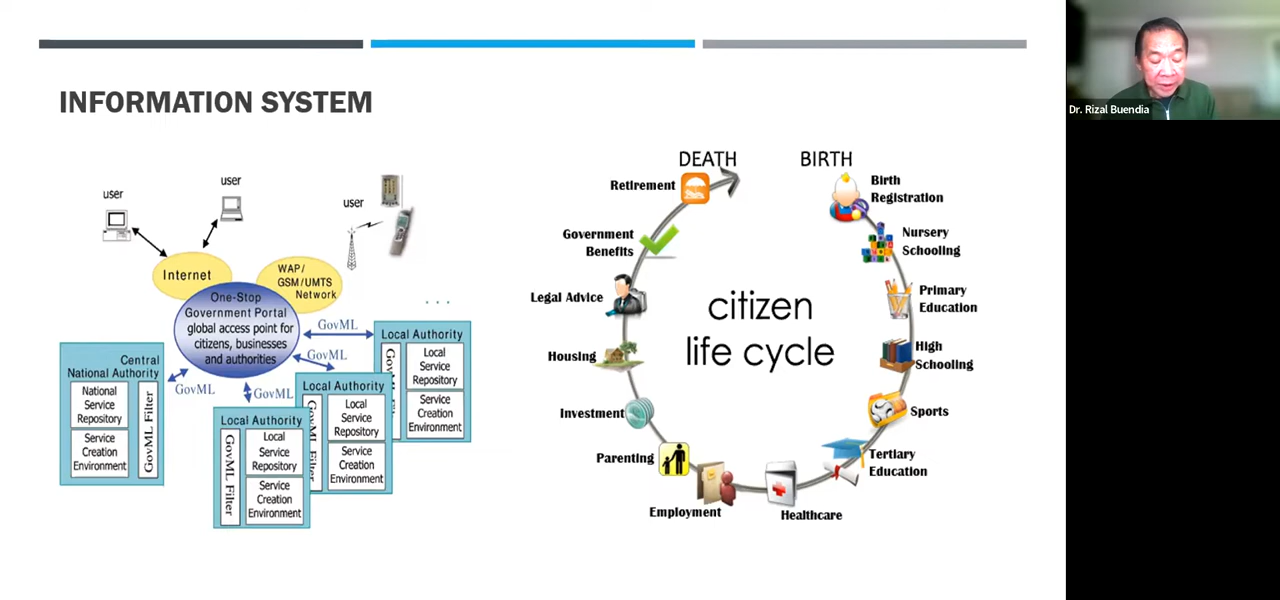 INFORMATION SYSTEM
user
user
user
Internet
WAP/
GSM/UMTS
Network
One-Stop
Government Portal
global access point for
citizens, businesses
and authorities
. . .
GovML
GovML
GovML
GovML
Central
National Authority
National
Service
Repository
Service
Creation
Environment
GovML Filter
Local Authority
GovML Filter
Local
Service
Repository
Service
Creation
Environment
Local Authority
GovML Filter
Local
Service
Repository
Service
Creation
Environment
Local Authority
Local
Service
Repository
Service
Creation
Environment
DEATH
BIRTH
citizen
life cycle
Birth
Registration
Nursery
Schooling
Primary
Education
High
Schooling
Sports
Tertiary
Education
Healthcare
Employment
Parenting
Investment
Housing
Legal Advice
Government
Benefits
Retirement
Dr. Rizal Buendia